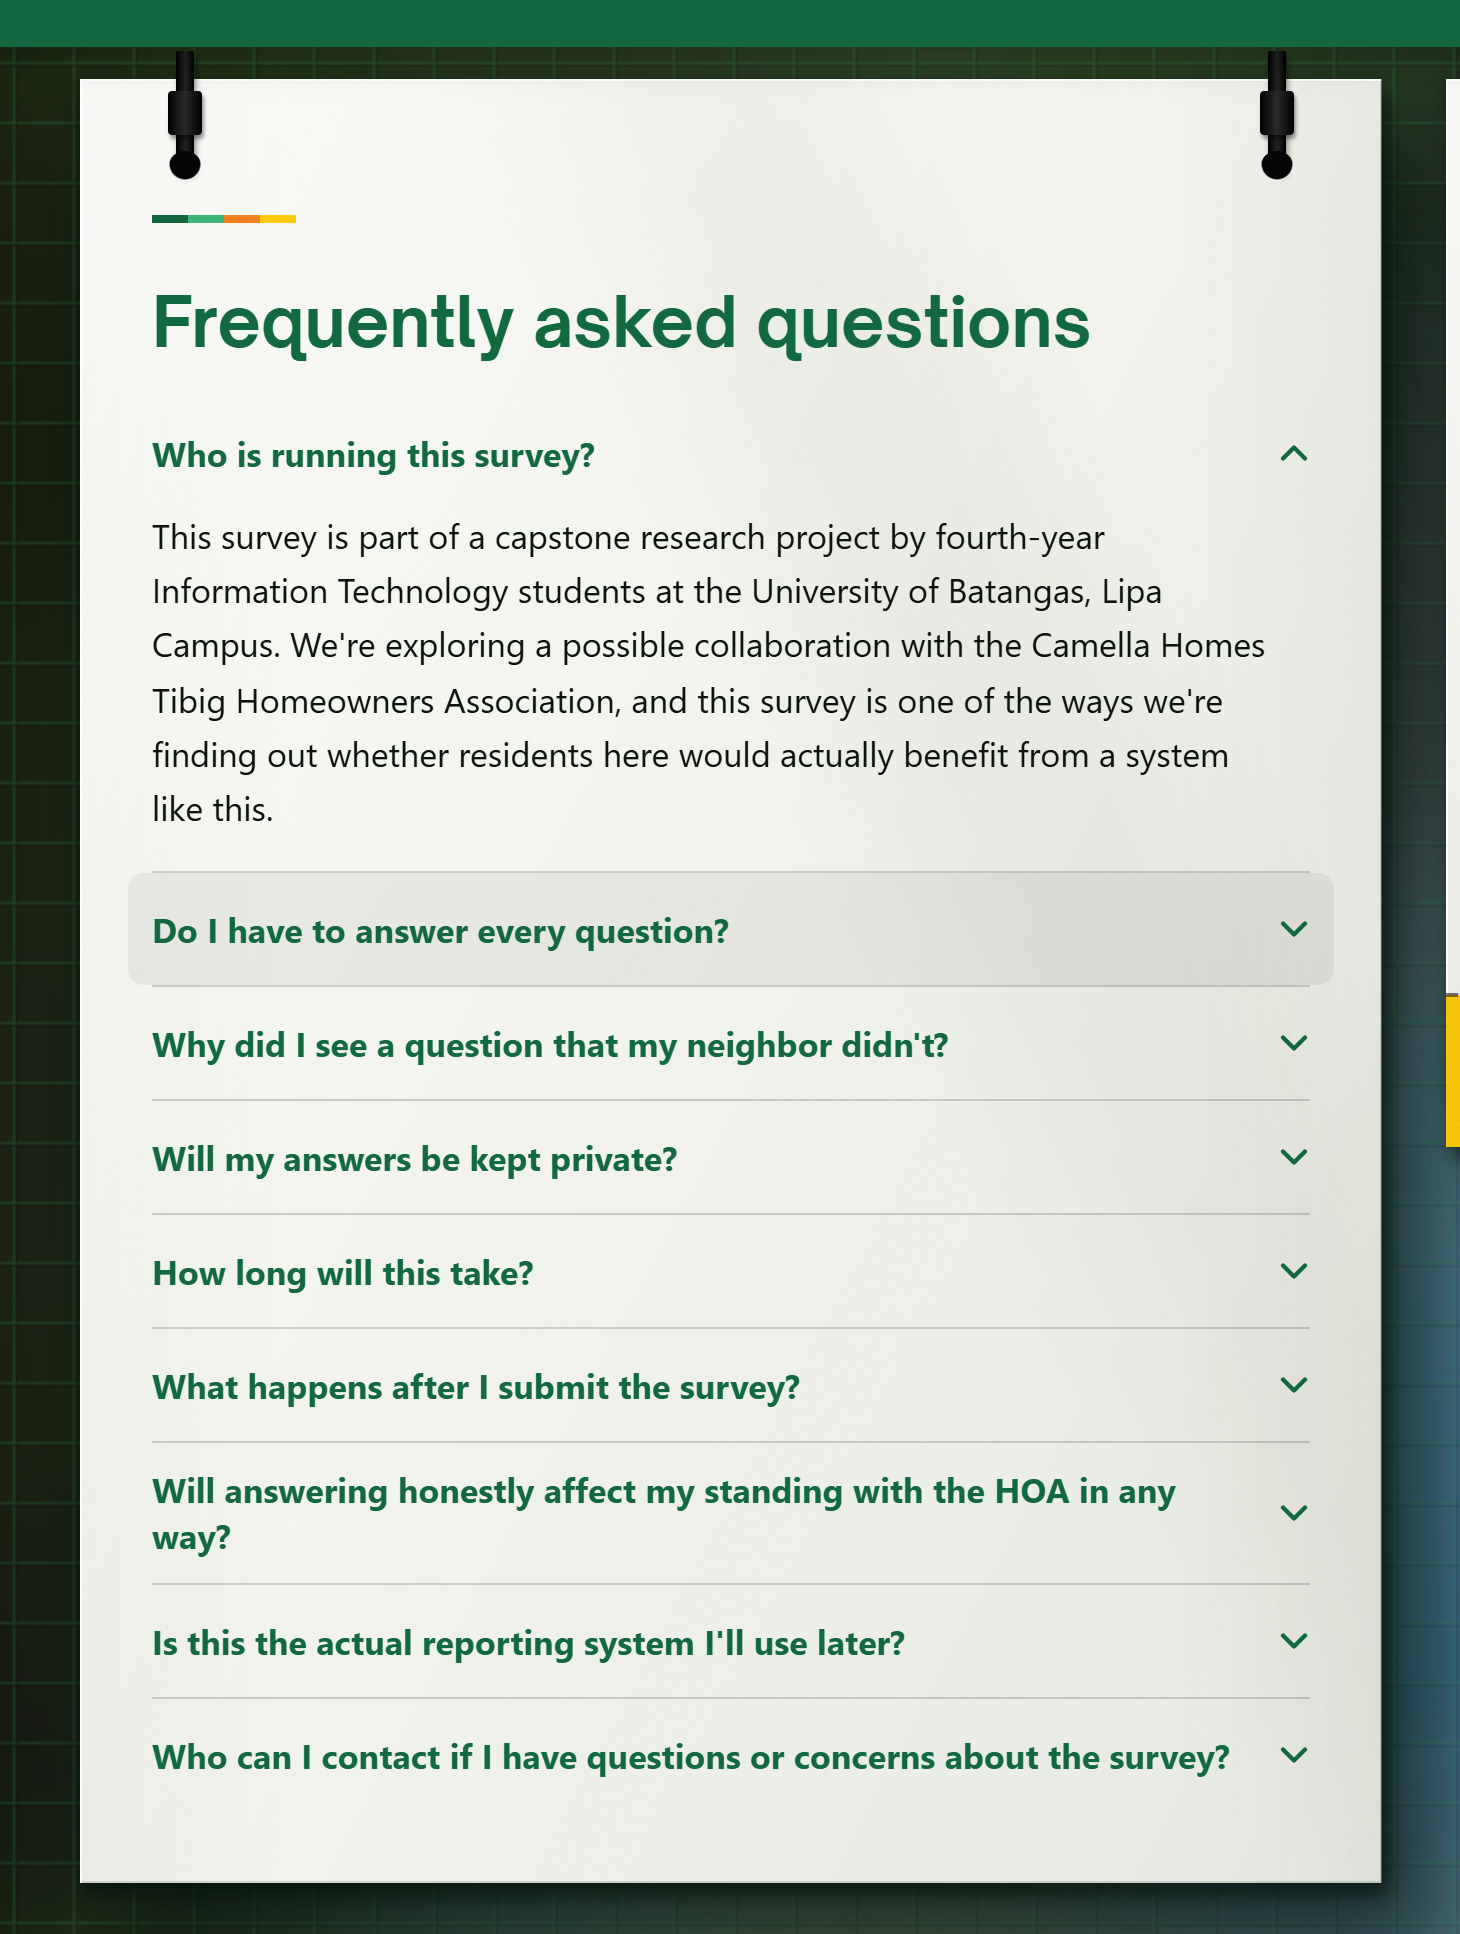 Frequently asked questions
Who is running this survey?
This survey is part of a capstone research project by fourth-year
Information Technology students at the University of Batangas, Lipa
Campus. We're exploring a possible collaboration with the Camella Homes
Tibig Homeowners Association, and this survey is one of the ways we're
finding out whether residents here would actually benefit from a system
like this.
Do I have to answer every question?
Why did I see a question that my neighbor didn't?
Will my answers be kept private?
How long will this take?
What happens after I submit the survey?
Will answering honestly affect my standing with the HOA in any
way?
Is this the actual reporting system I'll use later?
Who can I contact if I have questions or concerns about the survey?